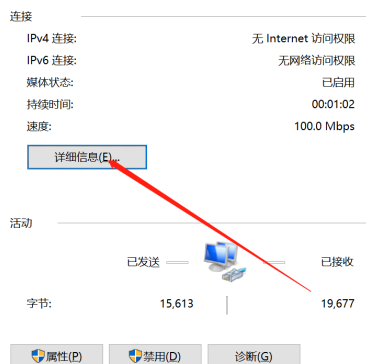 连接
IPv4 连接: 无 Internet 访问权限
IPv6 连接: 无网络访问权限
媒体状态: 已启用
持续时间: 00:01:02
速度: 100.0 Mbps
详细信息(E)...
活动
已发送 已接收
字节: 15,613 19,677
属性(P) 禁用(D) 诊断(G)